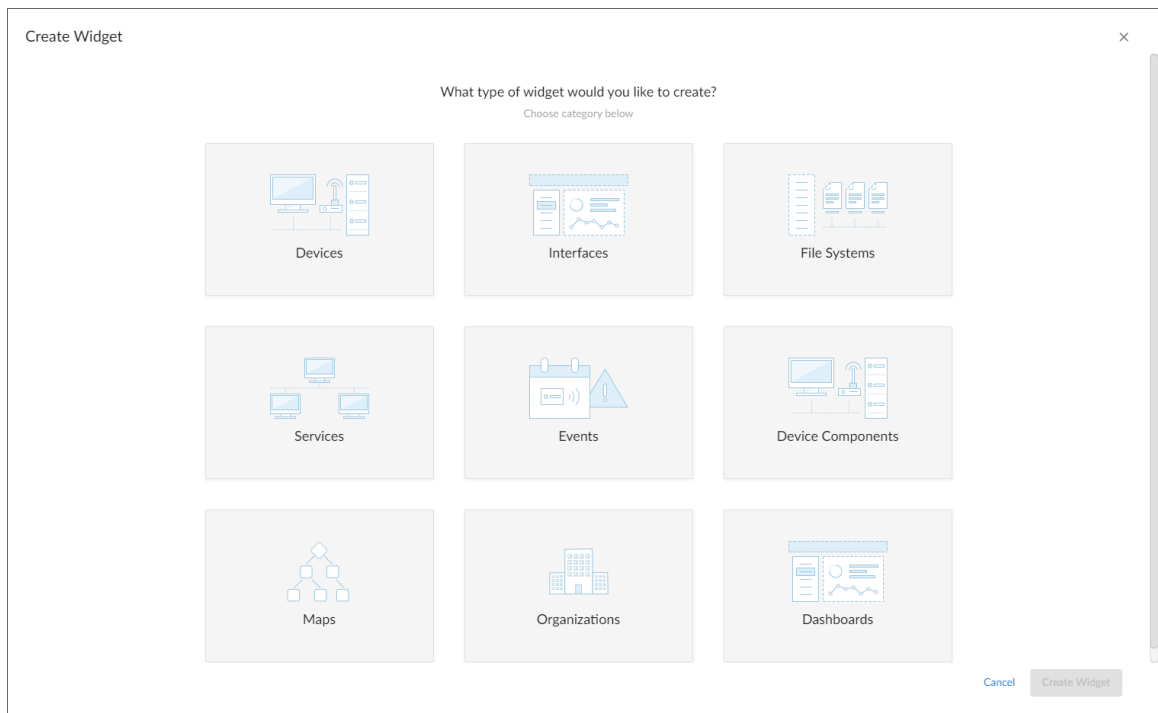 Create Widget
What type of widget would you like to create?
Choose category below
Devices
Interfaces
File Systems
Services
Events
Device Components
Maps
Organizations
Dashboards
Cancel
Create Widget